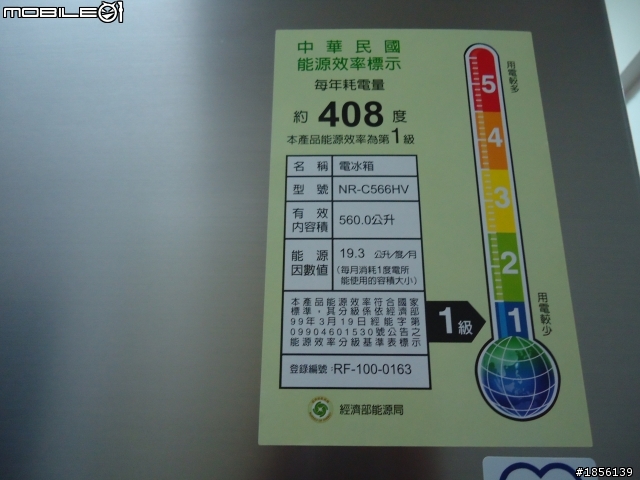 MOBILE01
中華民國
能源效率標示
每年耗電量
約 408 度
本產品能源效率為第1級
名稱 電冰箱
型號 NR-C566HV
有效內容積 560.0公升
能源因數值 19.3 公升/度/月
(每月消耗1度電所
能使用的容積大小)
本產品能源效率符合國家
標準，其分級係依經濟部
99年3月19日經能字第
09904601530號公告之
能源效率分級基準表標示
登錄編號：RF-100-0163
經濟部能源局
用電較多
5
4
3
2
1
用電較少
1級
#1856139